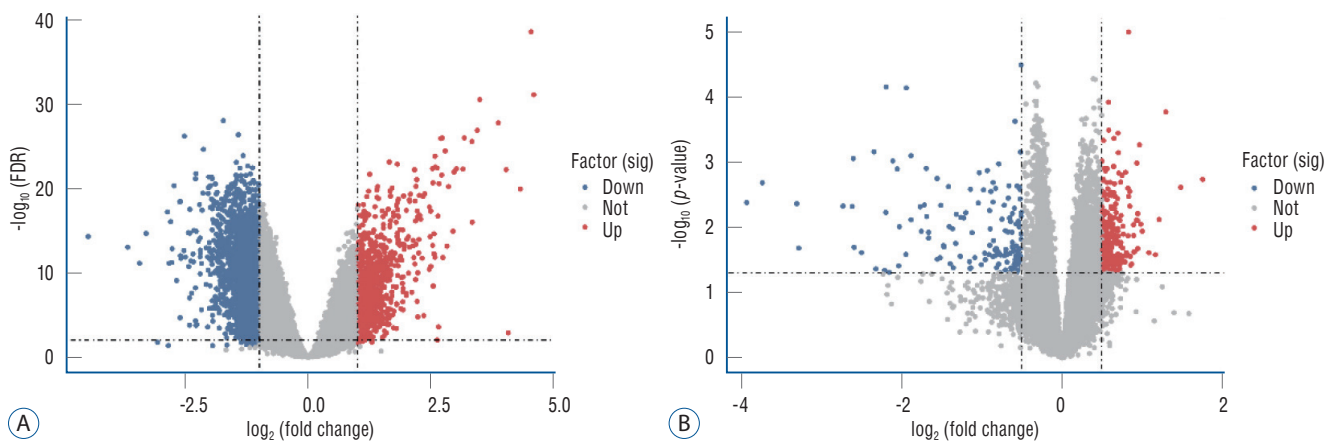 40
30
20
10
0
-log₁₀ (FDR)
-2.5
0.0
2.5
5.0
log₂ (fold change)
Factor (sig)
Down
Not
Up
A
5
4
3
2
1
0
-log₁₀ (p-value)
-4
-2
0
2
log₂ (fold change)
Factor (sig)
Down
Not
Up
B